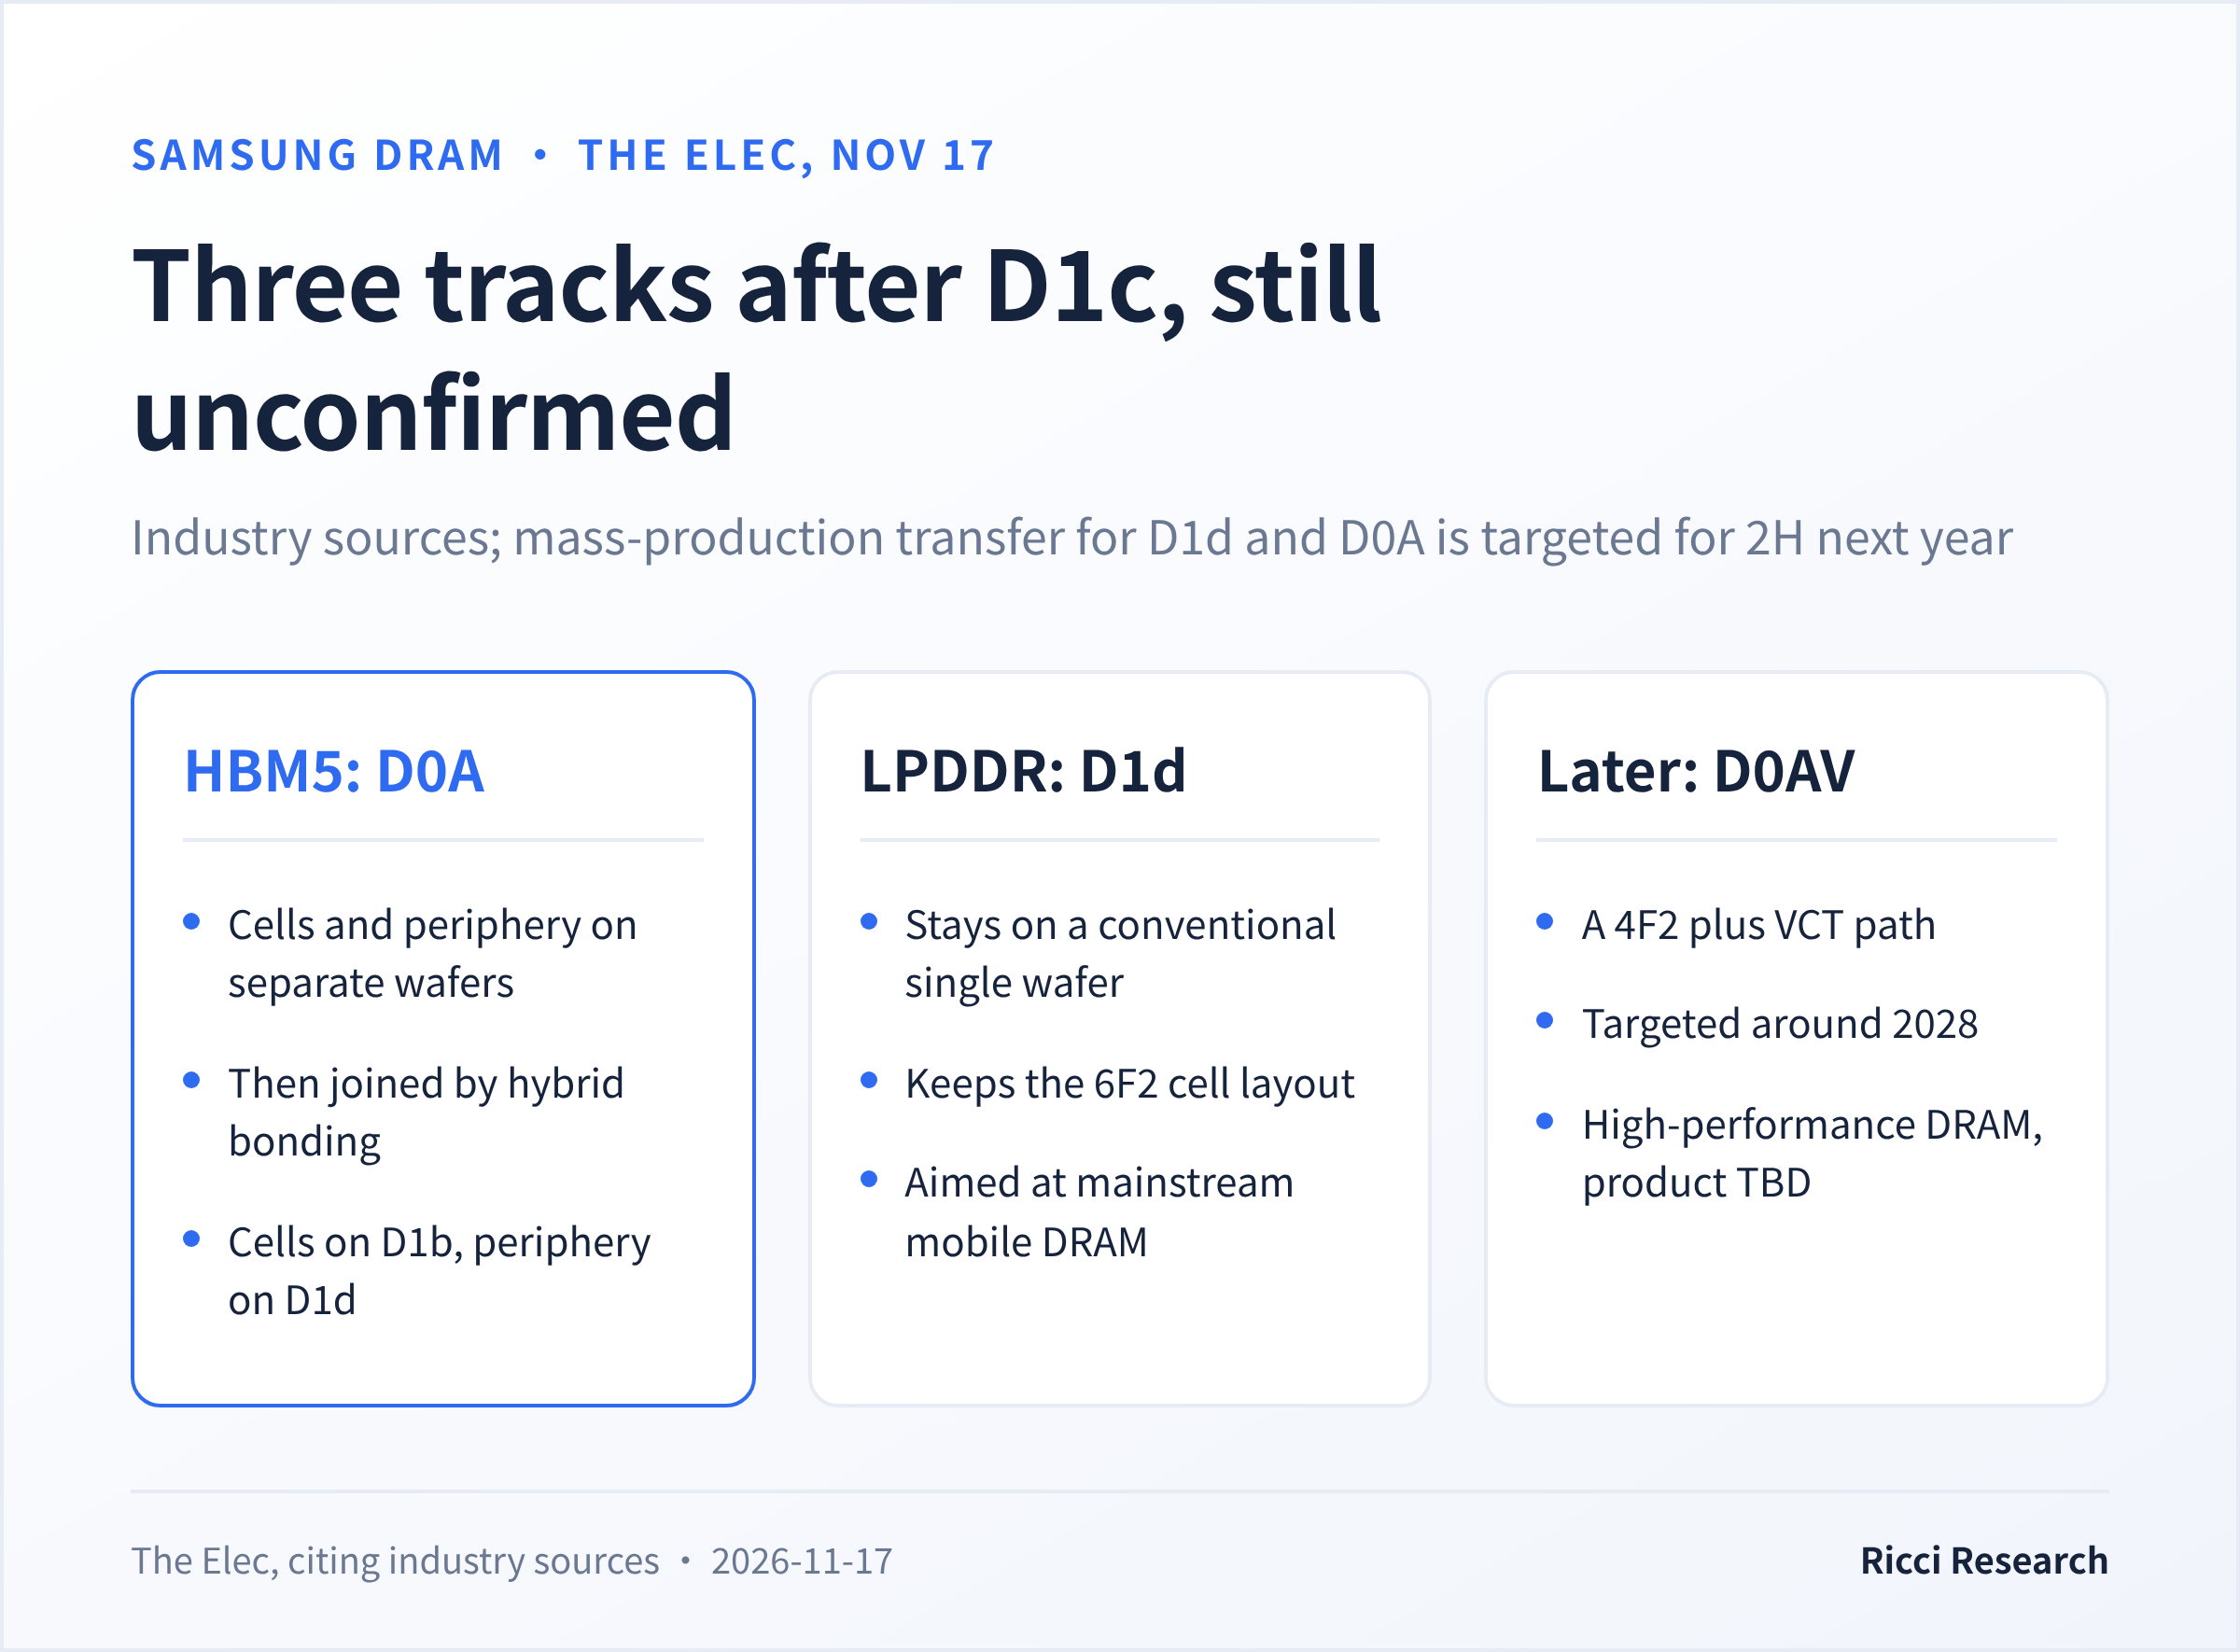 SAMSUNG DRAM • THE ELEC, NOV 17
Three tracks after D1c, still
unconfirmed
Industry sources; mass-production transfer for D1d and D0A is targeted for 2H next year
HBM5: D0A
• Cells and periphery on
separate wafers
• Then joined by hybrid
bonding
• Cells on D1b, periphery
on D1d
LPDDR: D1d
• Stays on a conventional
single wafer
• Keeps the 6F2 cell layout
• Aimed at mainstream
mobile DRAM
Later: D0AV
• A 4F2 plus VCT path
• Targeted around 2028
• High-performance DRAM,
product TBD
The Elec, citing industry sources • 2026-11-17
Ricci Research